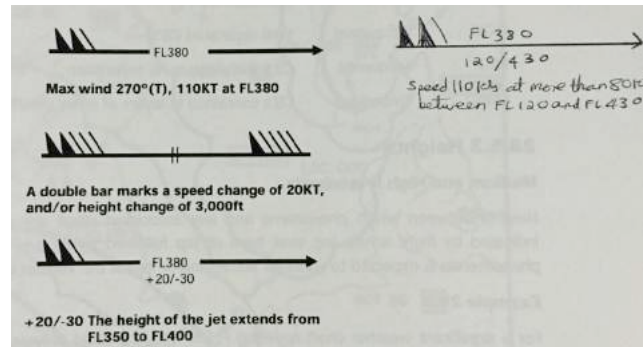 FL380
Max wind 270°(T), 110KT at FL380
A double bar marks a speed change of 20KT,
and/or height change of 3,000ft
FL380
+20/-30
+20/-30 The height of the jet extends from
FL350 to FL400
FL380
120/430
Speed 110Kts at more than 80K
between FL120 and FL430